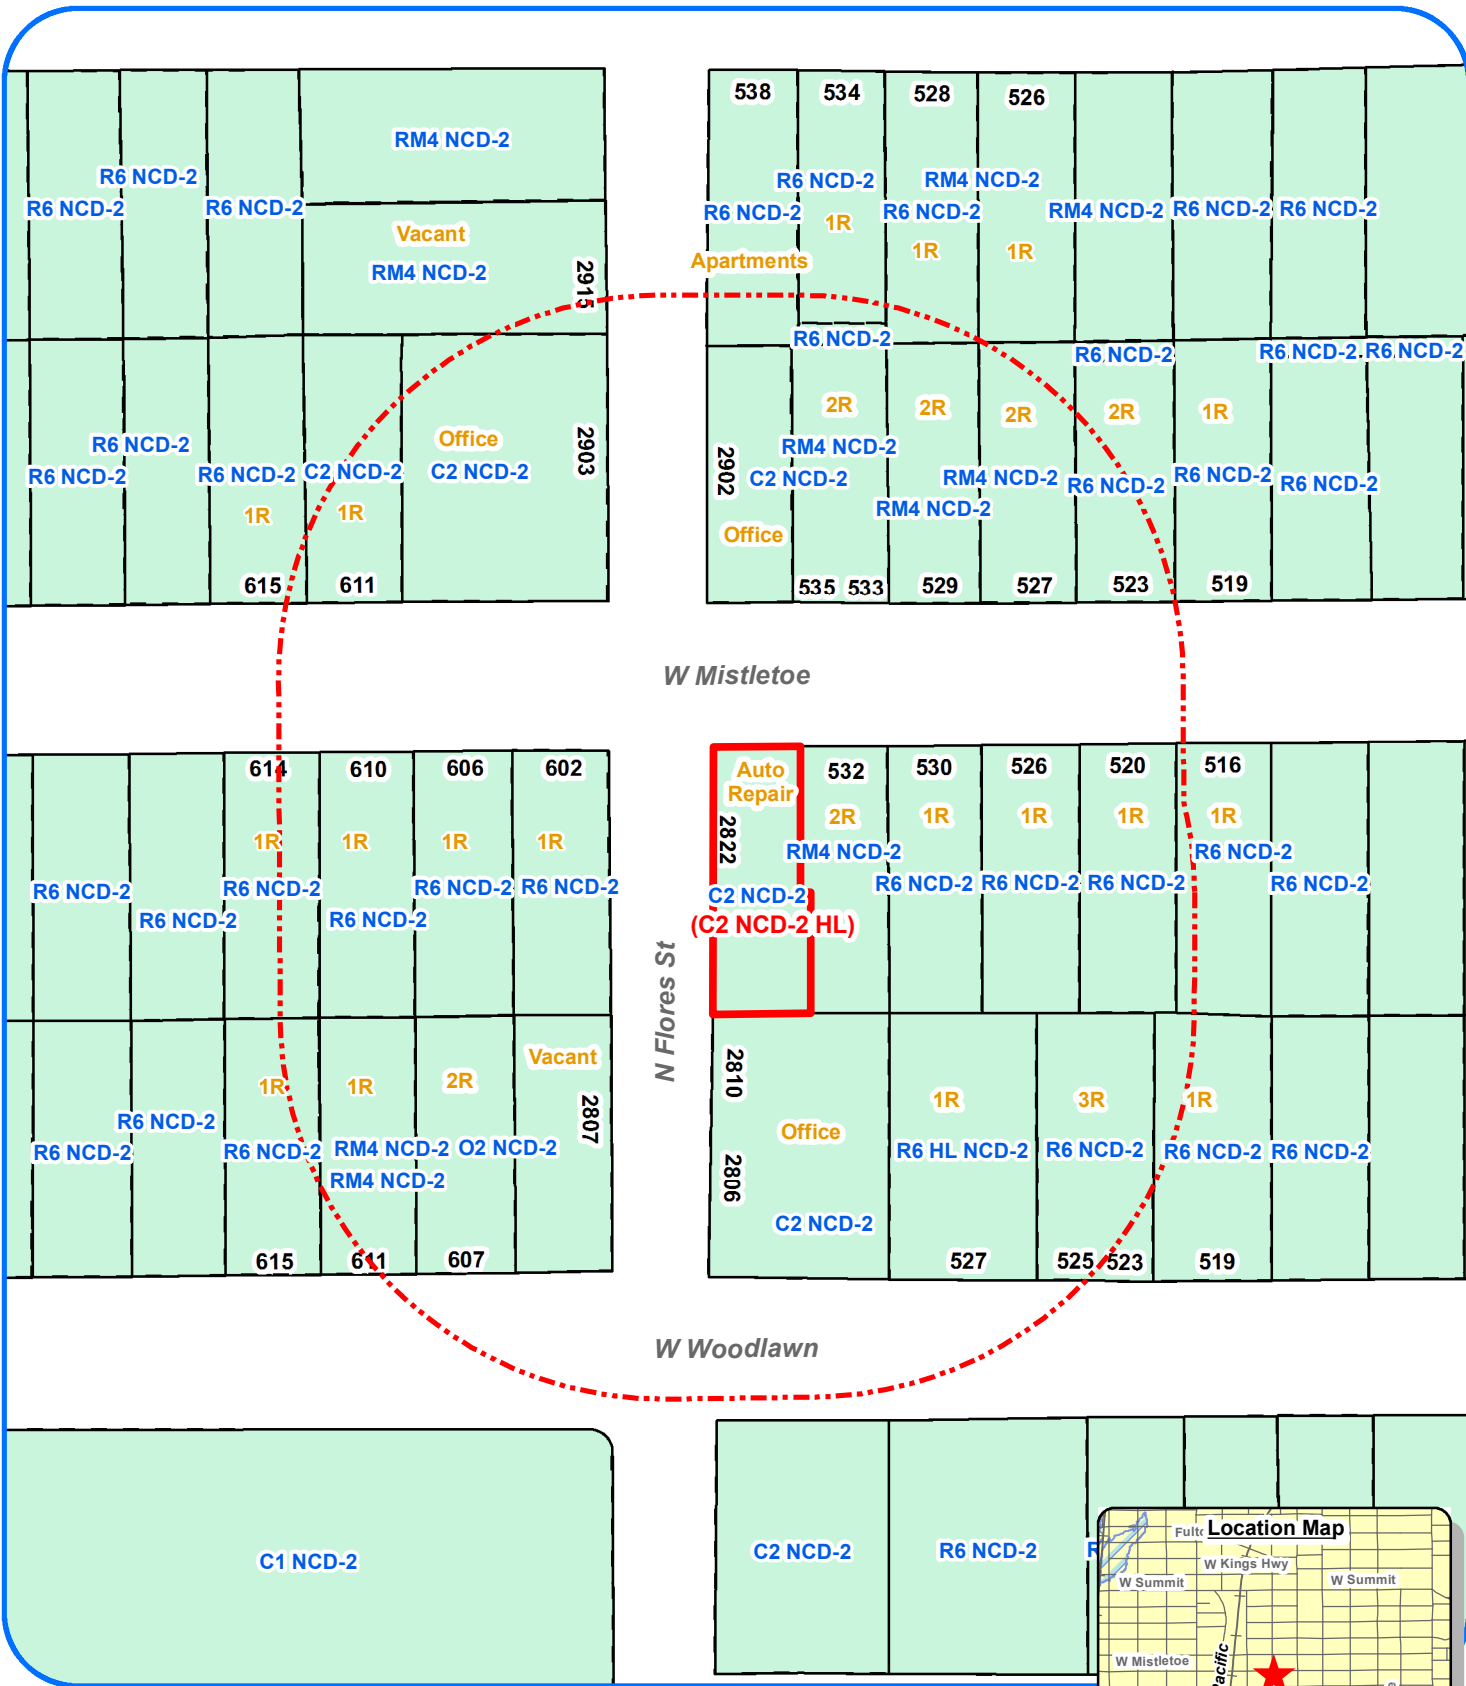 RM4 NCD-2
R6 NCD-2
R6 NCD-2
R6 NCD-2
Vacant
RM4 NCD-2
2915
538
534
528
526
R6 NCD-2
RM4 NCD-2
R6 NCD-2
R6 NCD-2
RM4 NCD-2
R6 NCD-2
R6 NCD-2
1R
1R
1R
Apartments
R6 NCD-2
R6 NCD-2
R6 NCD-2
R6 NCD-2
Office
2903
R6 NCD-2
R6 NCD-2
R6 NCD-2
C2 NCD-2
C2 NCD-2
1R
1R
615
611
2R
2R
2R
2R
1R
RM4 NCD-2
2902
C2 NCD-2
RM4 NCD-2
R6 NCD-2
R6 NCD-2
R6 NCD-2
RM4 NCD-2
Office
535
533
529
527
523
519
W Mistletoe
614
610
606
602
1R
1R
1R
1R
R6 NCD-2
R6 NCD-2
R6 NCD-2
R6 NCD-2
R6 NCD-2
R6 NCD-2
Auto
Repair
2822
532
530
526
520
516
2R
1R
1R
1R
1R
RM4 NCD-2
R6 NCD-2
R6 NCD-2
R6 NCD-2
R6 NCD-2
R6 NCD-2
C2 NCD-2
(C2 NCD-2 HL)
N Flores St
1R
1R
2R
Vacant
2807
R6 NCD-2
R6 NCD-2
R6 NCD-2
RM4 NCD-2
O2 NCD-2
RM4 NCD-2
615
611
607
2810
Office
2806
C2 NCD-2
1R
3R
1R
R6 HL NCD-2
R6 NCD-2
R6 NCD-2
R6 NCD-2
527
525
523
519
W Woodlawn
C1 NCD-2
C2 NCD-2
R6 NCD-2
Location Map
W Kings Hwy
W Summit
W Summit
W Mistletoe